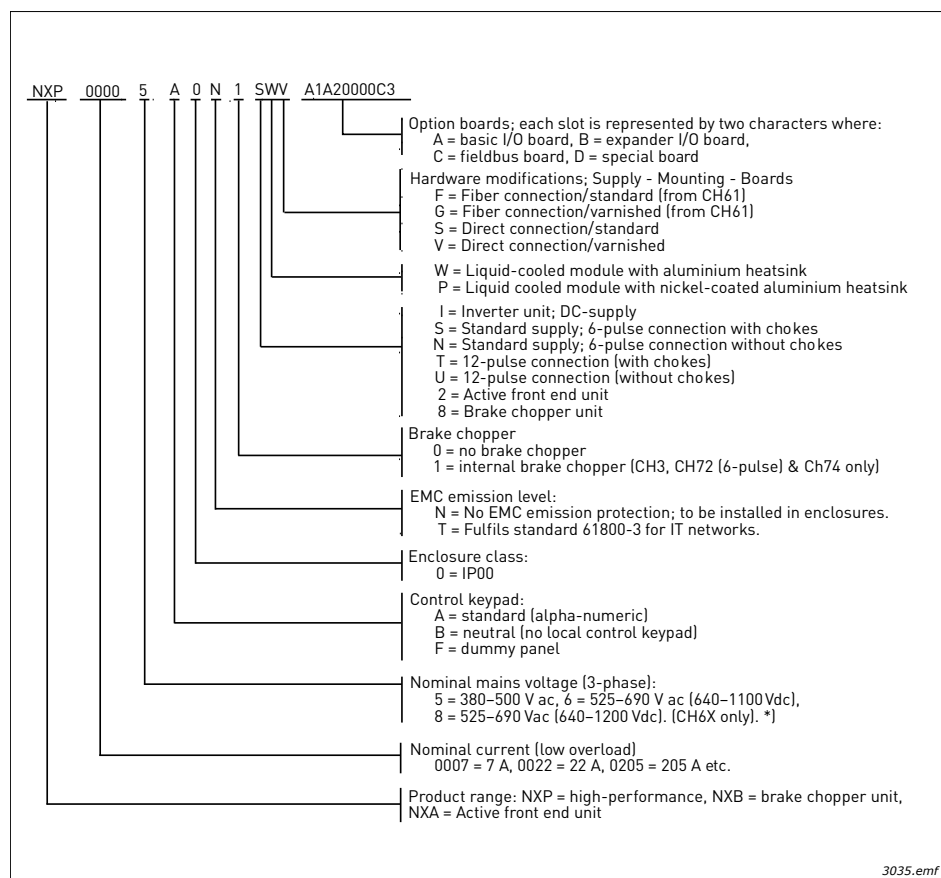 NXP 0000 5 A 0 N 1 SWV A1A20000C3
Option boards; each slot is represented by two characters where:
A = basic I/O board, B = expander I/O board,
C = fieldbus board, D = special board
Hardware modifications; Supply - Mounting - Boards
F = Fiber connection/standard (from CH61)
G = Fiber connection/varnished (from CH61)
S = Direct connection/standard
V = Direct connection/varnished
W = Liquid-cooled module with aluminium heatsink
P = Liquid cooled module with nickel-coated aluminium heatsink
I = Inverter unit; DC-supply
S = Standard supply; 6-pulse connection with chokes
N = Standard supply; 6-pulse connection without chokes
T = 12-pulse connection (with chokes)
U = 12-pulse connection (without chokes)
2 = Active front end unit
8 = Brake chopper unit
Brake chopper
0 = no brake chopper
1 = internal brake chopper (CH3, CH72 (6-pulse) & Ch74 only)
EMC emission level:
N = No EMC emission protection; to be installed in enclosures.
T = Fulfils standard 61800-3 for IT networks.
Enclosure class:
0 = IP00
Control keypad:
A = standard (alpha-numeric)
B = neutral (no local control keypad)
F = dummy panel
Nominal mains voltage (3-phase):
5 = 380–500 V ac, 6 = 525–690 V ac (640–1100 Vdc),
8 = 525–690 Vac (640–1200 Vdc). (CH6X only). *)
Nominal current (low overload)
0007 = 7 A, 0022 = 22 A, 0205 = 205 A etc.
Product range: NXP = high-performance, NXB = brake chopper unit,
NXA = Active front end unit
3035.emf